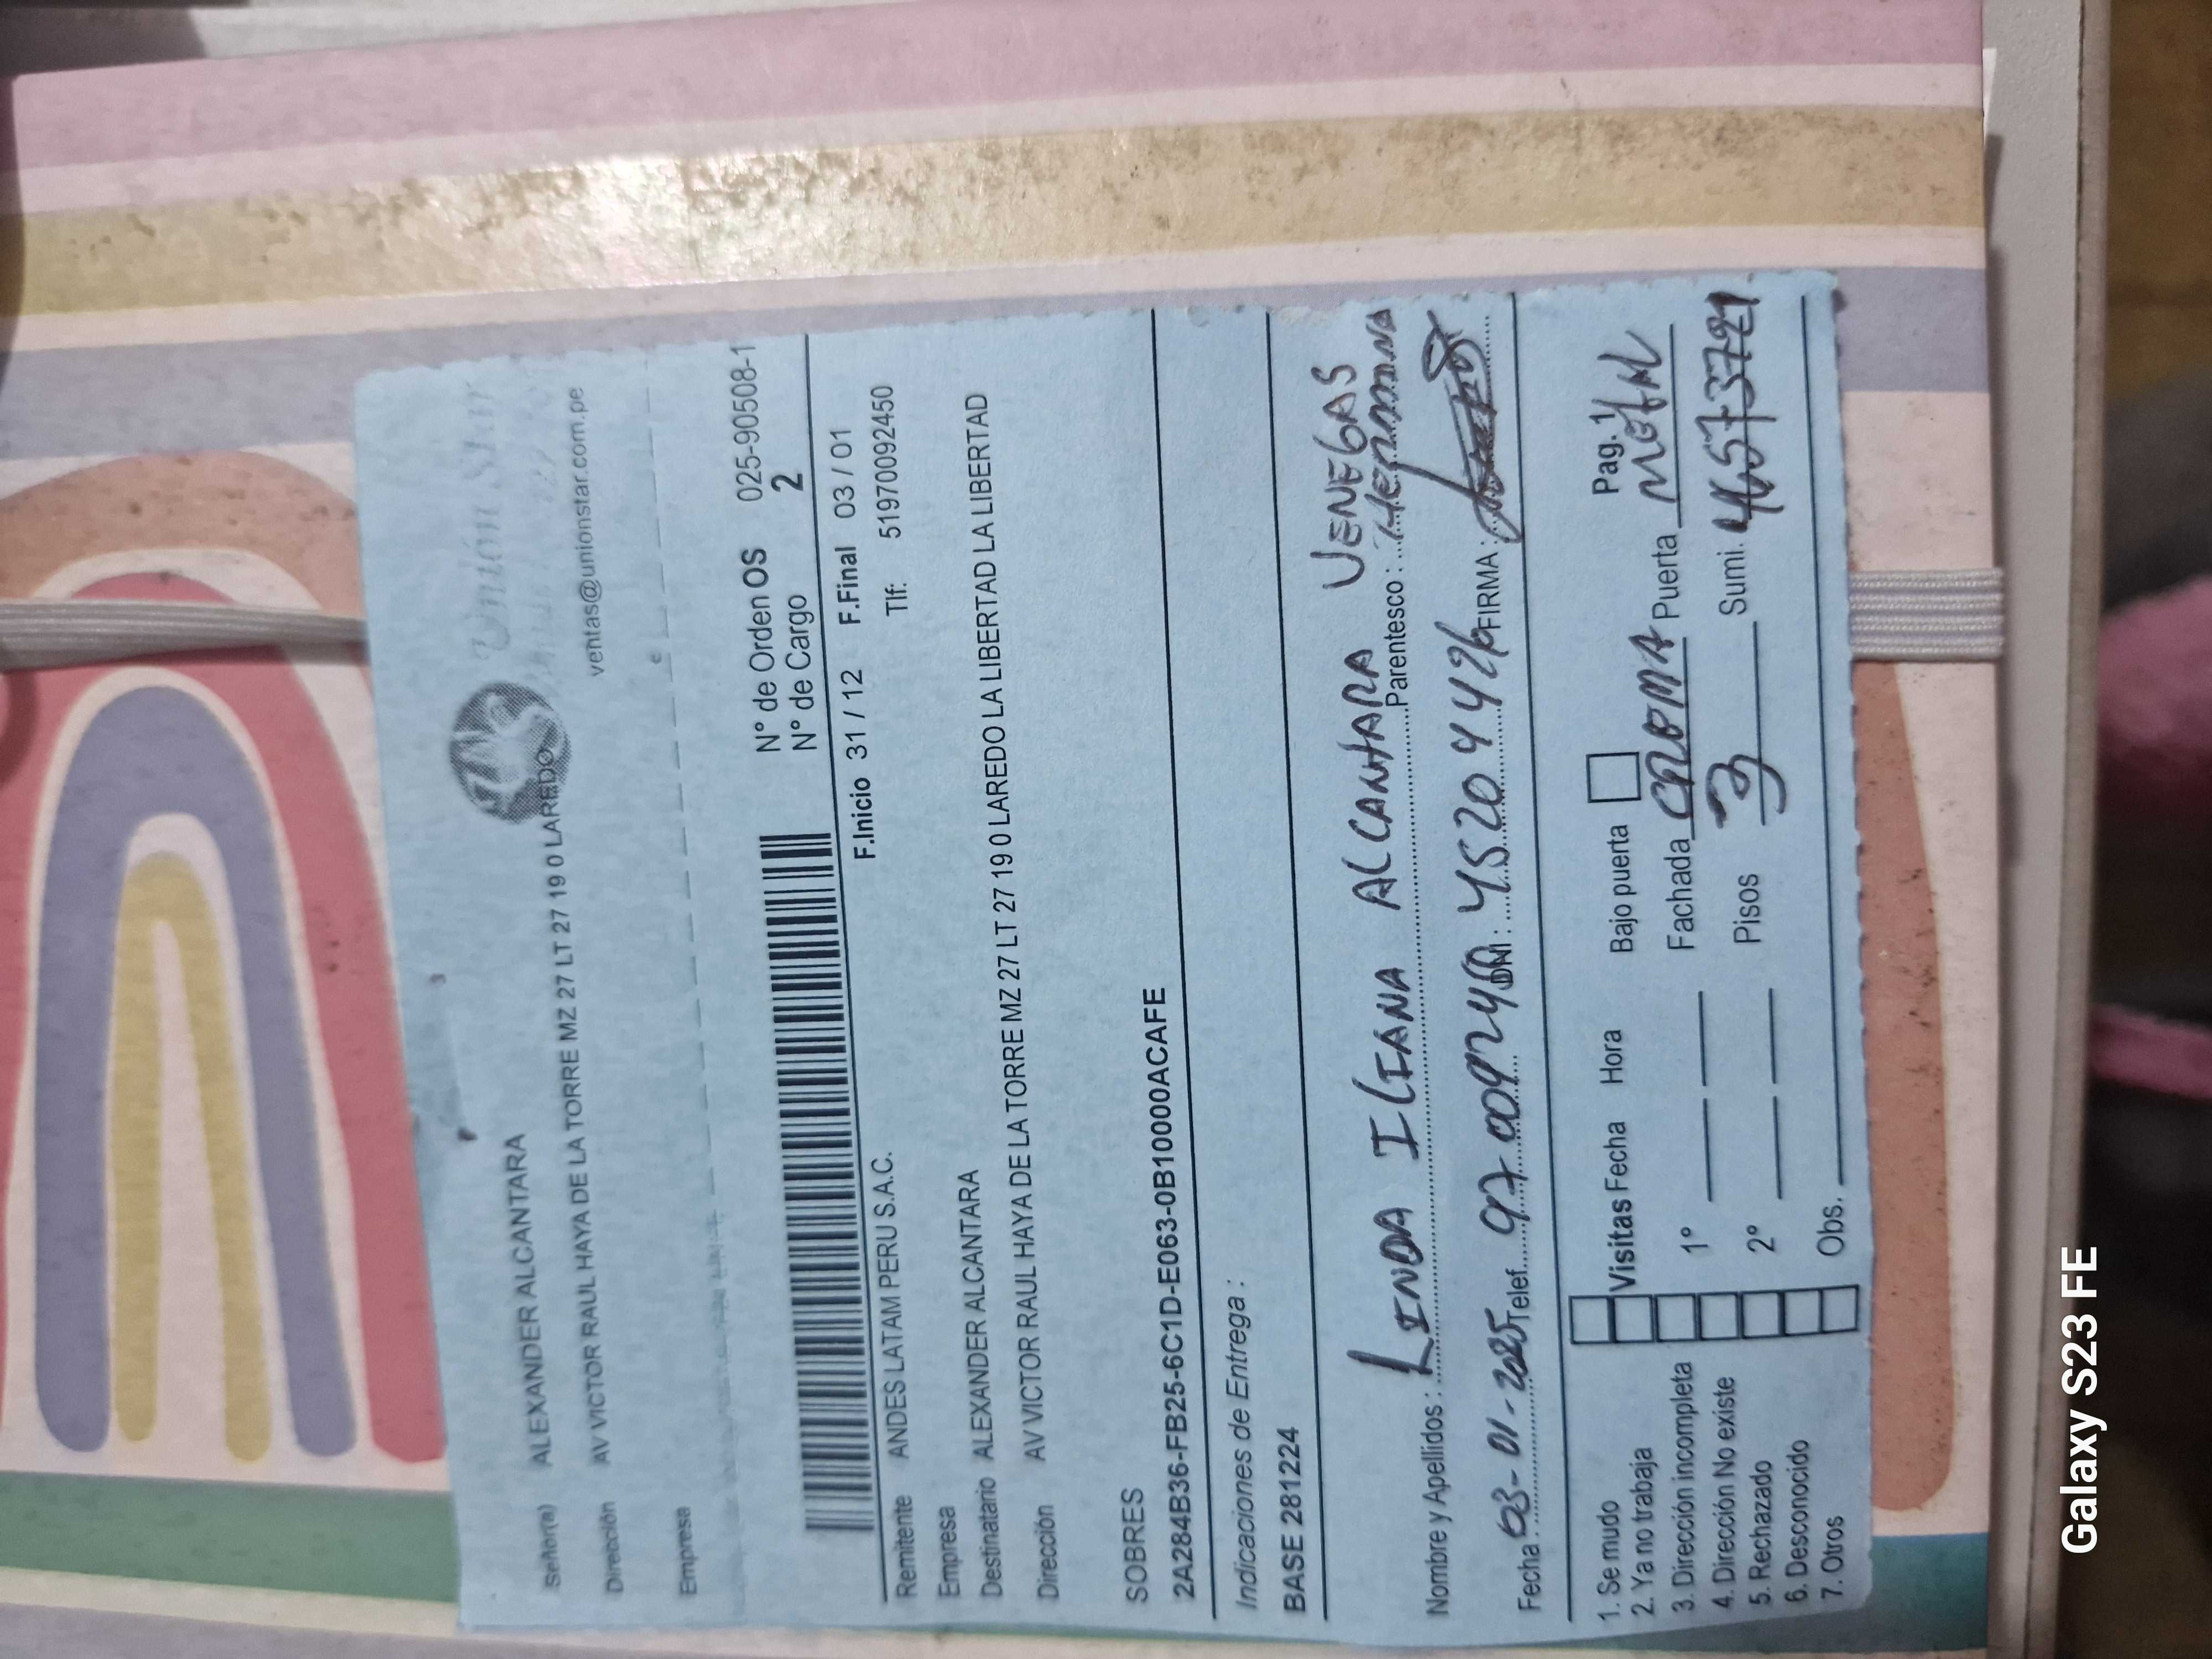 Unión Star
Señor(a) ALEXANDER ALCANTARA
Dirección AV VICTOR RAUL HAYA DE LA TORRE MZ 27 LT 27 19 0 LAREDO
ventas@unionstar.com.pe
Empresa
N° de Orden OS 025-90508-1
N° de Cargo 2
F.Inicio 31 / 12 F.Final 03 / 01
Remitente ANDES LATAM PERU S.A.C. Tlf: 51970092450
Empresa
Destinatario ALEXANDER ALCANTARA
Dirección AV VICTOR RAUL HAYA DE LA TORRE MZ 27 LT 27 19 0 LAREDO LA LIBERTAD LA LIBERTAD
SOBRES
2A284B36-FB25-6C1D-E063-0B10000ACAFE
Indicaciones de Entrega :
BASE 281224
Nombre y Apellidos : LINDA ILIANA ALCANTARA VENEGAS
Parentesco : Hermana
Fecha : 03-01-2025 Telef. 970092450 DNI : 45204426 FIRMA :
1. Se mudo
2. Ya no trabaja
3. Dirección incompleta
4. Dirección No existe
5. Rechazado
6. Desconocido
7. Otros
Visitas Fecha Hora
1°
2°
Obs.
Bajo puerta Pag. 1
Fachada CREMA Puerta Metal
Pisos 3 Sumi.
Galaxy S23 FE